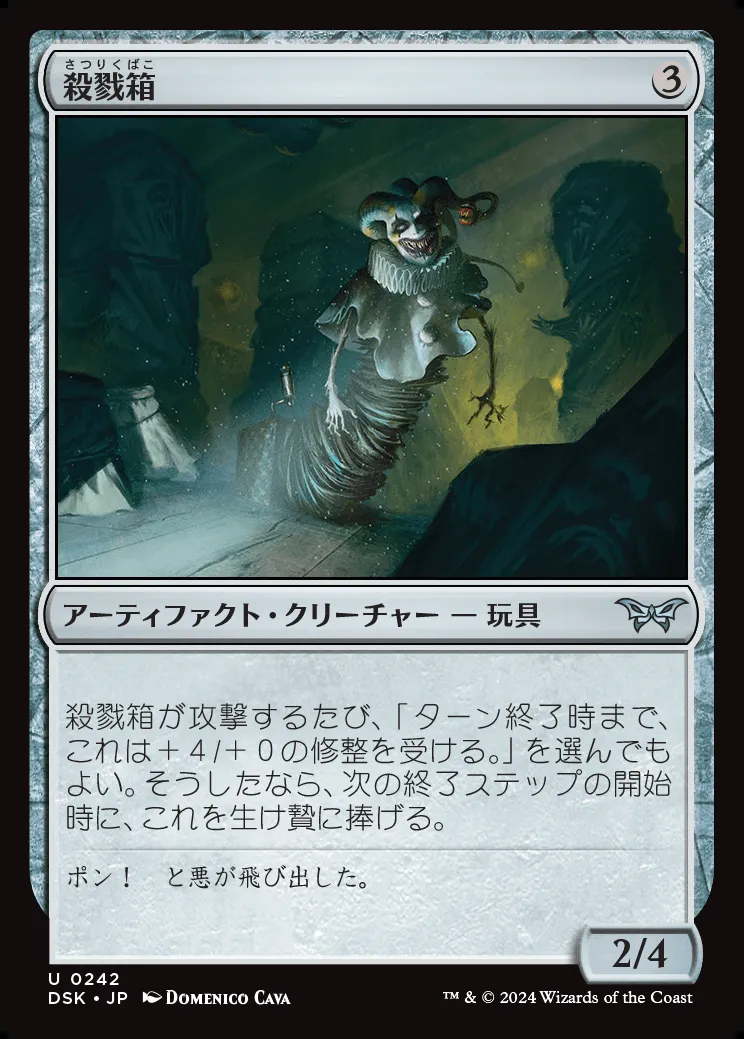 さつりくばこ
殺戮箱
3
アーティファクト・クリーチャー — 玩具
殺戮箱が攻撃するたび、「ターン終了時まで、
これは＋４/＋０の修整を受ける。」を選んでも
よい。そうしたなら、次の終了ステップの開始
時に、これを生け贄に捧げる。
ポン！　と悪が飛び出した。
2/4
U 0242
DSK • JP Domenico Cava
™ & © 2024 Wizards of the Coast